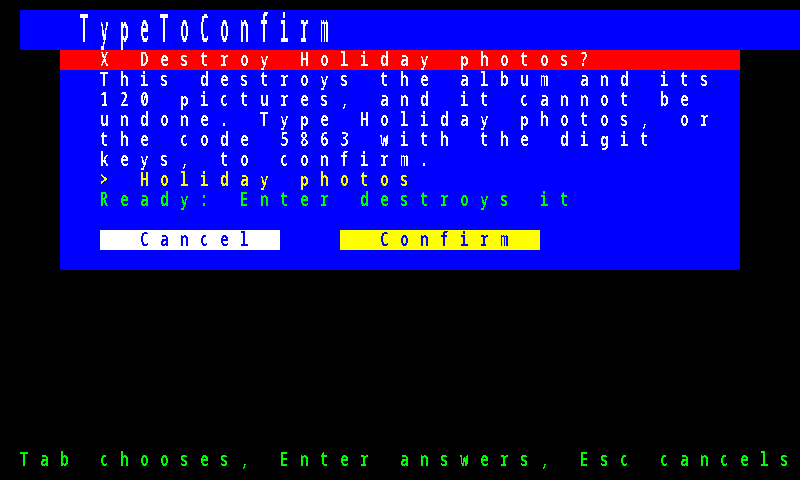 TypeToConfirm
X Destroy Holiday photos?
This destroys the album and its
120 pictures, and it cannot be
undone. Type Holiday photos, or
the code 5863 with the digit
keys, to confirm.
> Holiday photos
Ready: Enter destroys it
Cancel Confirm
Tab chooses, Enter answers, Esc cancels